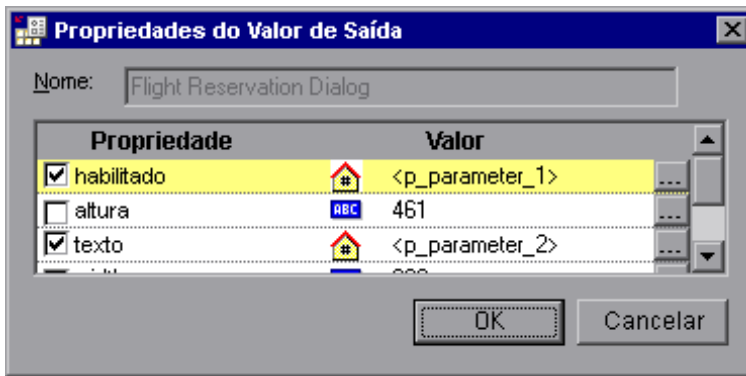 Propriedades do Valor de Saída
Nome: Flight Reservation Dialog
Propriedade Valor
habilitado # <p_parameter_1> ...
altura ABC 461 ...
texto # <p_parameter_2> ...
OK Cancelar